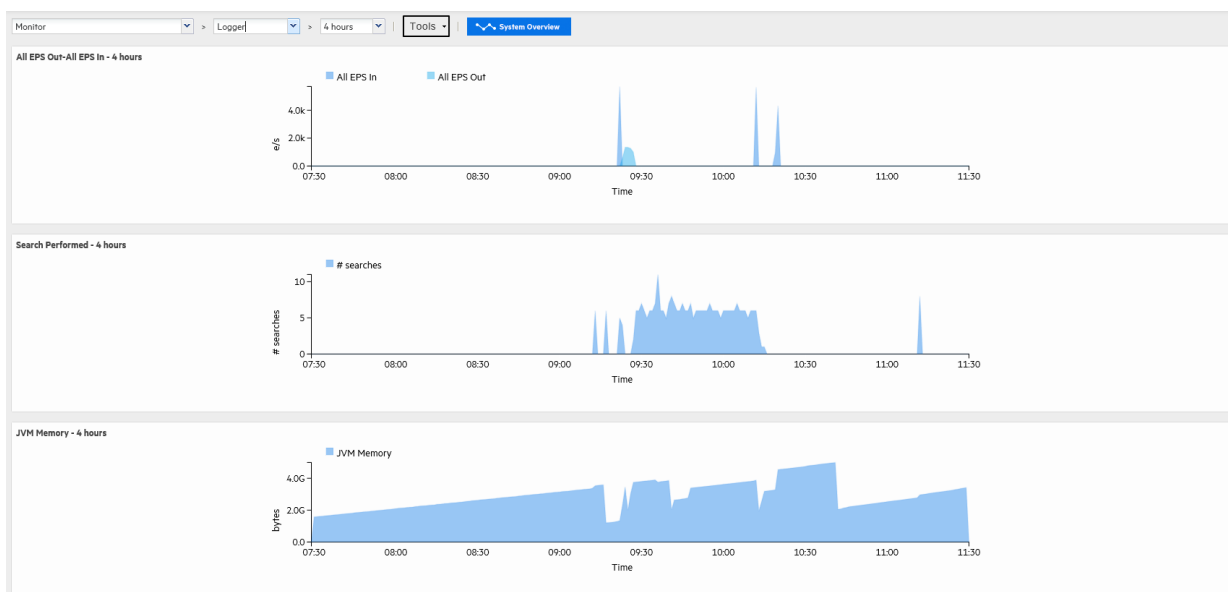 Monitor > Logger > 4 hours | Tools | System Overview
All EPS Out-All EPS In - 4 hours
All EPS In All EPS Out
4.0k
2.0k
0.0
e/s
07:30 08:00 08:30 09:00 09:30 10:00 10:30 11:00 11:30
Time
Search Performed - 4 hours
# searches
10
5
0
# searches
07:30 08:00 08:30 09:00 09:30 10:00 10:30 11:00 11:30
Time
JVM Memory - 4 hours
JVM Memory
4.0G
2.0G
0.0
bytes
07:30 08:00 08:30 09:00 09:30 10:00 10:30 11:00 11:30
Time